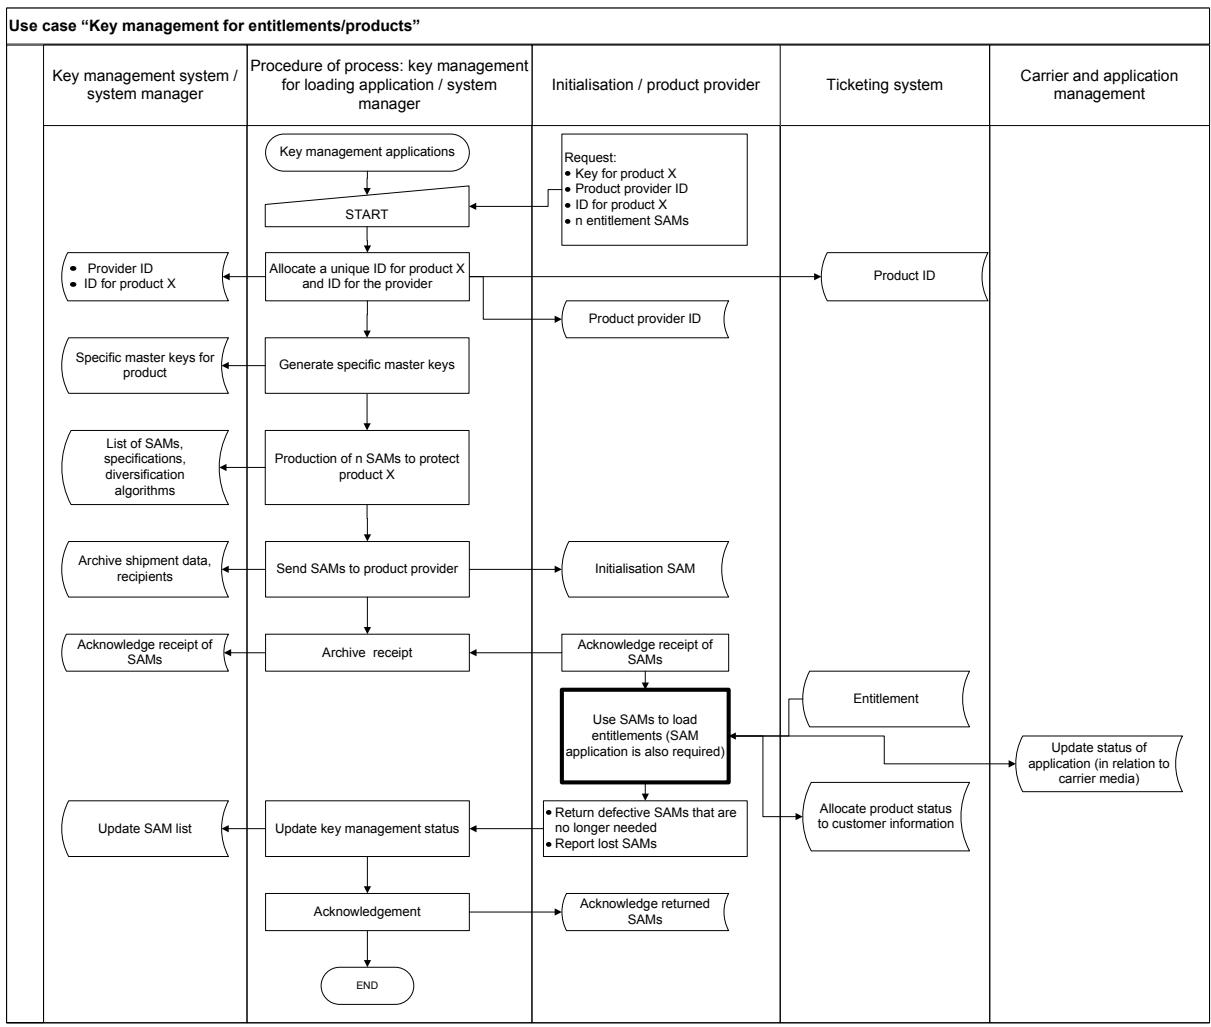 Use case “Key management for entitlements/products”
Key management system /
system manager
Procedure of process: key management
for loading application / system
manager
Initialisation / product provider
Ticketing system
Carrier and application
management
Key management applications
Request:
● Key for product X
● Product provider ID
● ID for product X
● n entitlement SAMs
START
● Provider ID
● ID for product X
Allocate a unique ID for product X
and ID for the provider
Product ID
Product provider ID
Specific master keys for
product
Generate specific master keys
List of SAMs,
specifications,
diversification
algorithms
Production of n SAMs to protect
product X
Archive shipment data,
recipients
Send SAMs to product provider
Initialisation SAM
Acknowledge receipt of
SAMs
Archive receipt
Acknowledge receipt of
SAMs
Entitlement
Use SAMs to load
entitlements (SAM
application is also required)
Update status of
application (in relation to
carrier media)
Update SAM list
Update key management status
● Return defective SAMs that are
no longer needed
● Report lost SAMs
Allocate product status
to customer information
Acknowledgement
Acknowledge returned
SAMs
END